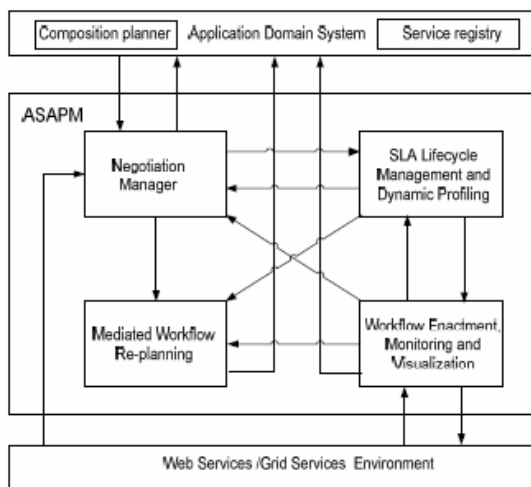 Composition planner
Application Domain System
Service registry
ASAPM
Negotiation
Manager
SLA Lifecycle
Management and
Dynamic Profiling
Mediated Workflow
Re-planning
Workflow Enactment,
Monitoring and
Visualization
Web Services /Grid Services Environment